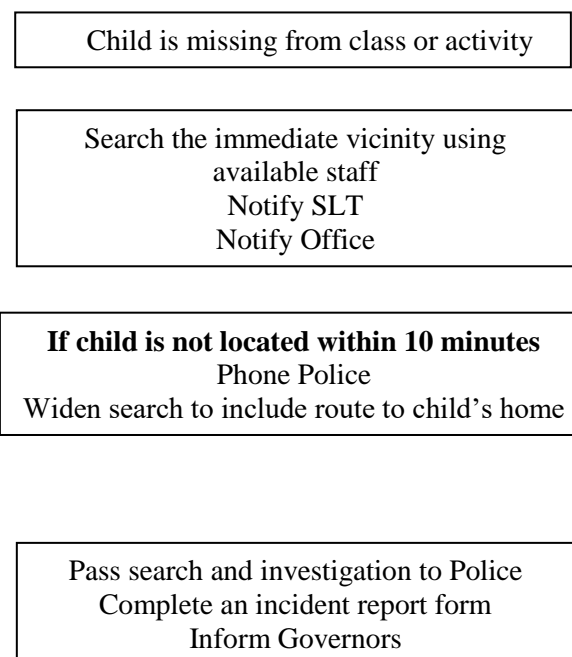 Child is missing from class or activity
Search the immediate vicinity using
available staff
Notify SLT
Notify Office
If child is not located within 10 minutes
Phone Police
Widen search to include route to child's home
Pass search and investigation to Police
Complete an incident report form
Inform Governors